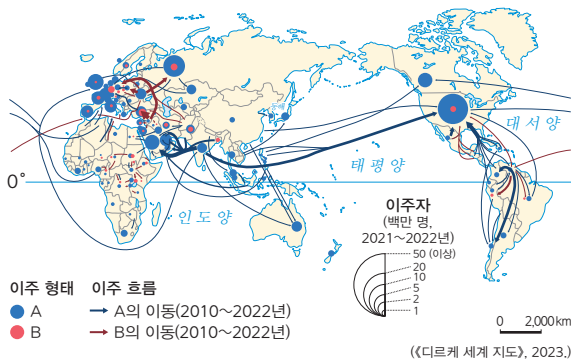 대서양
태평양
0°
인도양
이주자
(백만 명,
2021~2022년)
50 (이상)
20
10
5
2
1
이주 형태 이주 흐름
A A의 이동(2010~2022년)
B B의 이동(2010~2022년)
0 2,000km
(《디르케 세계 지도》, 2023.)